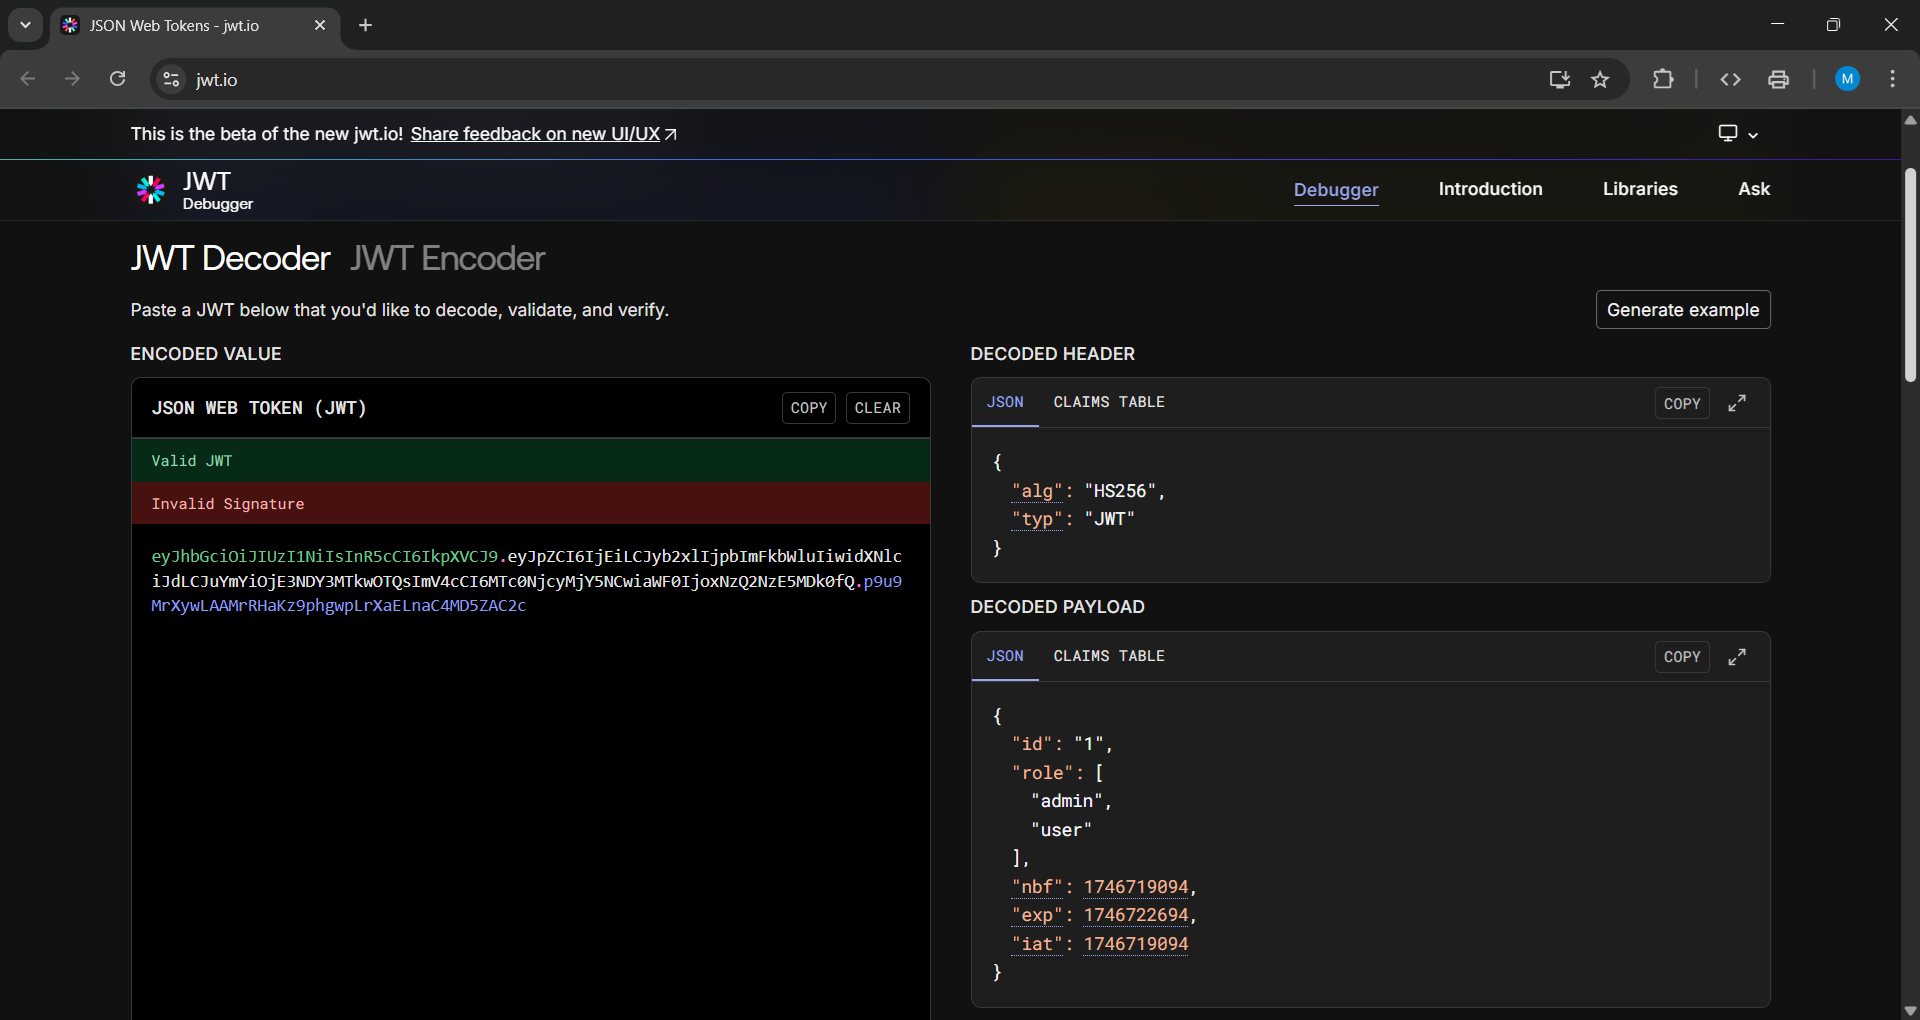 JSON Web Tokens - jwt.io
jwt.io
M
This is the beta of the new jwt.io! Share feedback on new UI/UX
JWT
Debugger
Debugger
Introduction
Libraries
Ask
JWT Decoder JWT Encoder
Paste a JWT below that you'd like to decode, validate, and verify.
Generate example
ENCODED VALUE
JSON WEB TOKEN (JWT)
COPY
CLEAR
Valid JWT
Invalid Signature
eyJhbGciOiJIUzI1NiIsInR5cCI6IkpXVCJ9.eyJpZCI6IjEiLCJyb2xlIjpbImFkbWluIiwidXNlc
iJdLCJuYmYiOjE3NDY3MTkwOTQsImV4cCI6MTc0NjcyMjY5NCwiaWF0IjoxNzQ2NzE5MDk0fQ.p9u9
MrXywLAAMrRHaKz9phgwpLrXaELnaC4MD5ZAC2c
DECODED HEADER
JSON
CLAIMS TABLE
COPY
{
"alg": "HS256",
"typ": "JWT"
}
DECODED PAYLOAD
JSON
CLAIMS TABLE
COPY
{
"id": "1",
"role": [
"admin",
"user"
],
"nbf": 1746719094,
"exp": 1746722694,
"iat": 1746719094
}